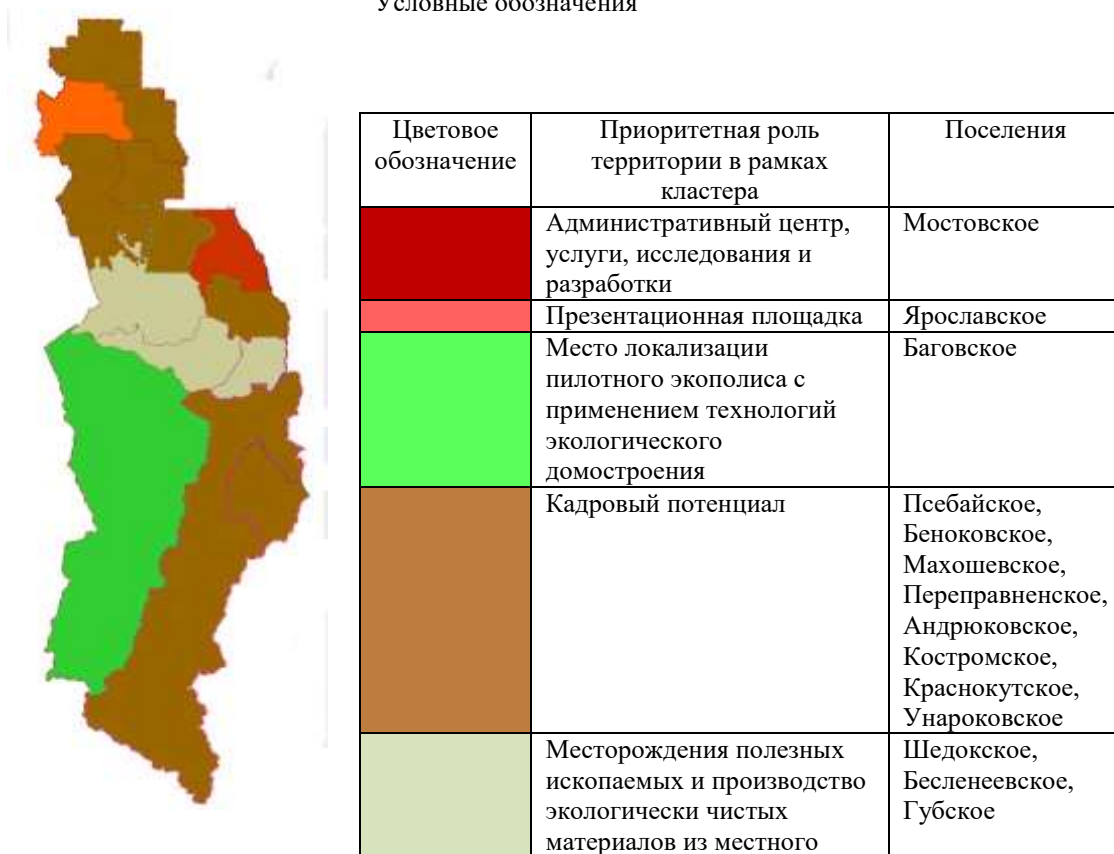 Условные обозначения
Цветовое обозначение
Приоритетная роль территории в рамках кластера
Поселения
Административный центр,
услуги, исследования и
разработки
Мостовское
Презентационная площадка
Ярославское
Место локализации
пилотного экополиса с
применением технологий
экологического
домостроения
Баговское
Кадровый потенциал
Псебайское,
Беноковское,
Махошевское,
Переправненское,
Андрюковское,
Костромское,
Краснокутское,
Унароковское
Месторождения полезных
ископаемых и производство
экологически чистых
материалов из местного
Шедокское,
Бесленеевское,
Губское